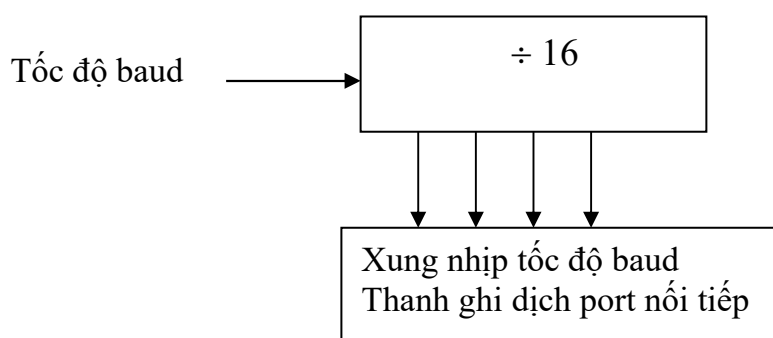 ÷ 16
Tốc độ baud
Xung nhịp tốc độ baud
Thanh ghi dịch port nối tiếp